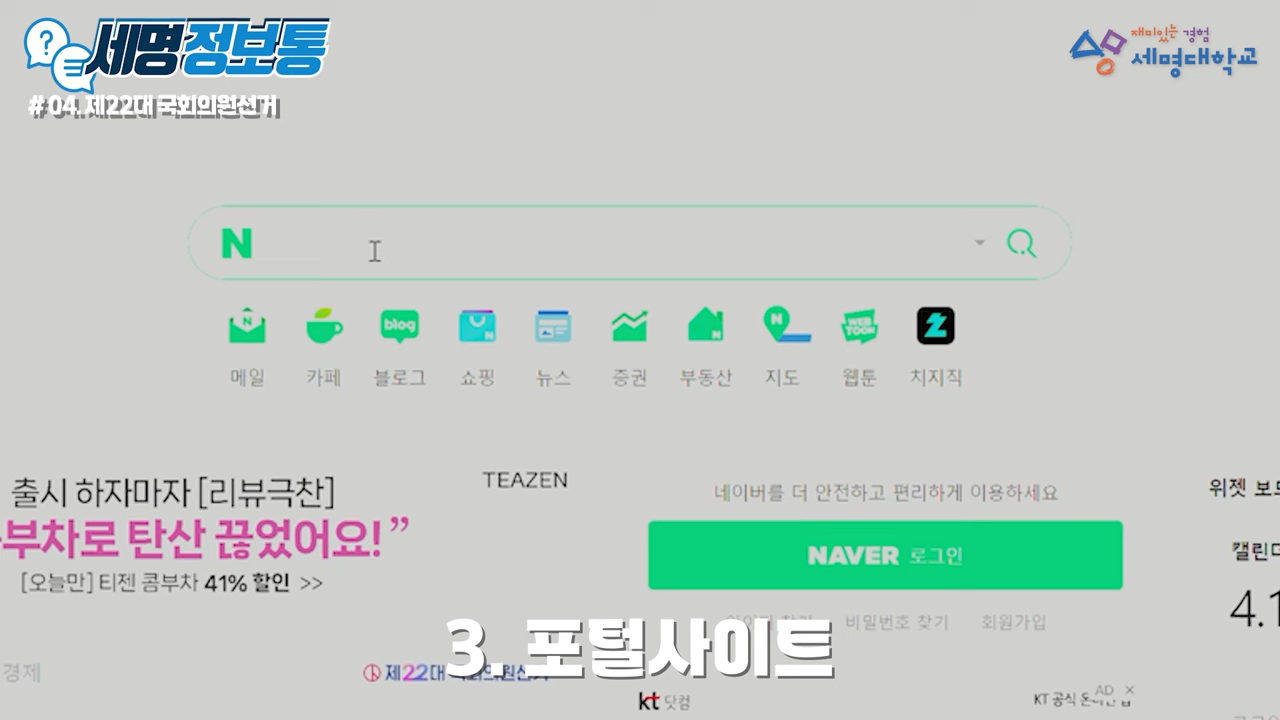 세명정보통
# 04. 제22대 국회의원선거
재미있는 경험
세명대학교
N
메일 카페 blog 블로그 쇼핑 뉴스 증권 부동산 지도 WEB TOON 웹툰 치지직
출시 하자마자 [리뷰극찬]
부차로 탄산 끊었어요!”
[오늘만] 티젠 콤부차 41% 할인 >>
TEAZEN
네이버를 더 안전하고 편리하게 이용하세요
NAVER 로그인
비밀번호 찾기 회원가입
위젯
4.1
3. 포털사이트
경제
제22대
kt 닷컴
KT 공식
AD